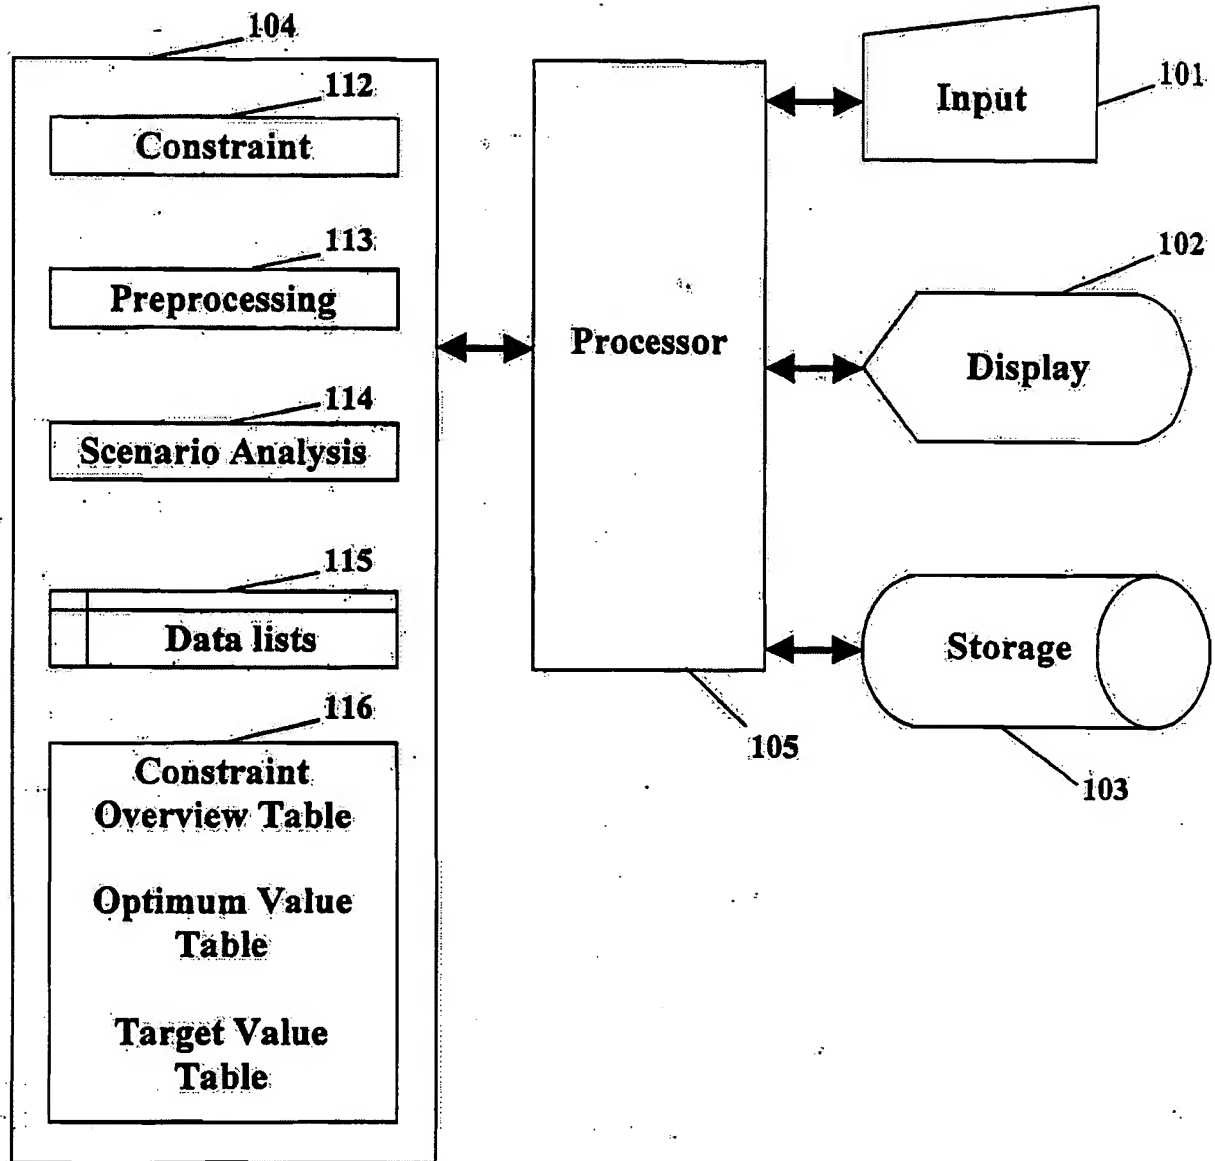 104
112
Constraint
113
Preprocessing
114
Scenario Analysis
115
Data lists
116
Constraint
Overview Table
Optimum Value
Table
Target Value
Table
Processor
105
Input
101
102
Display
Storage
103